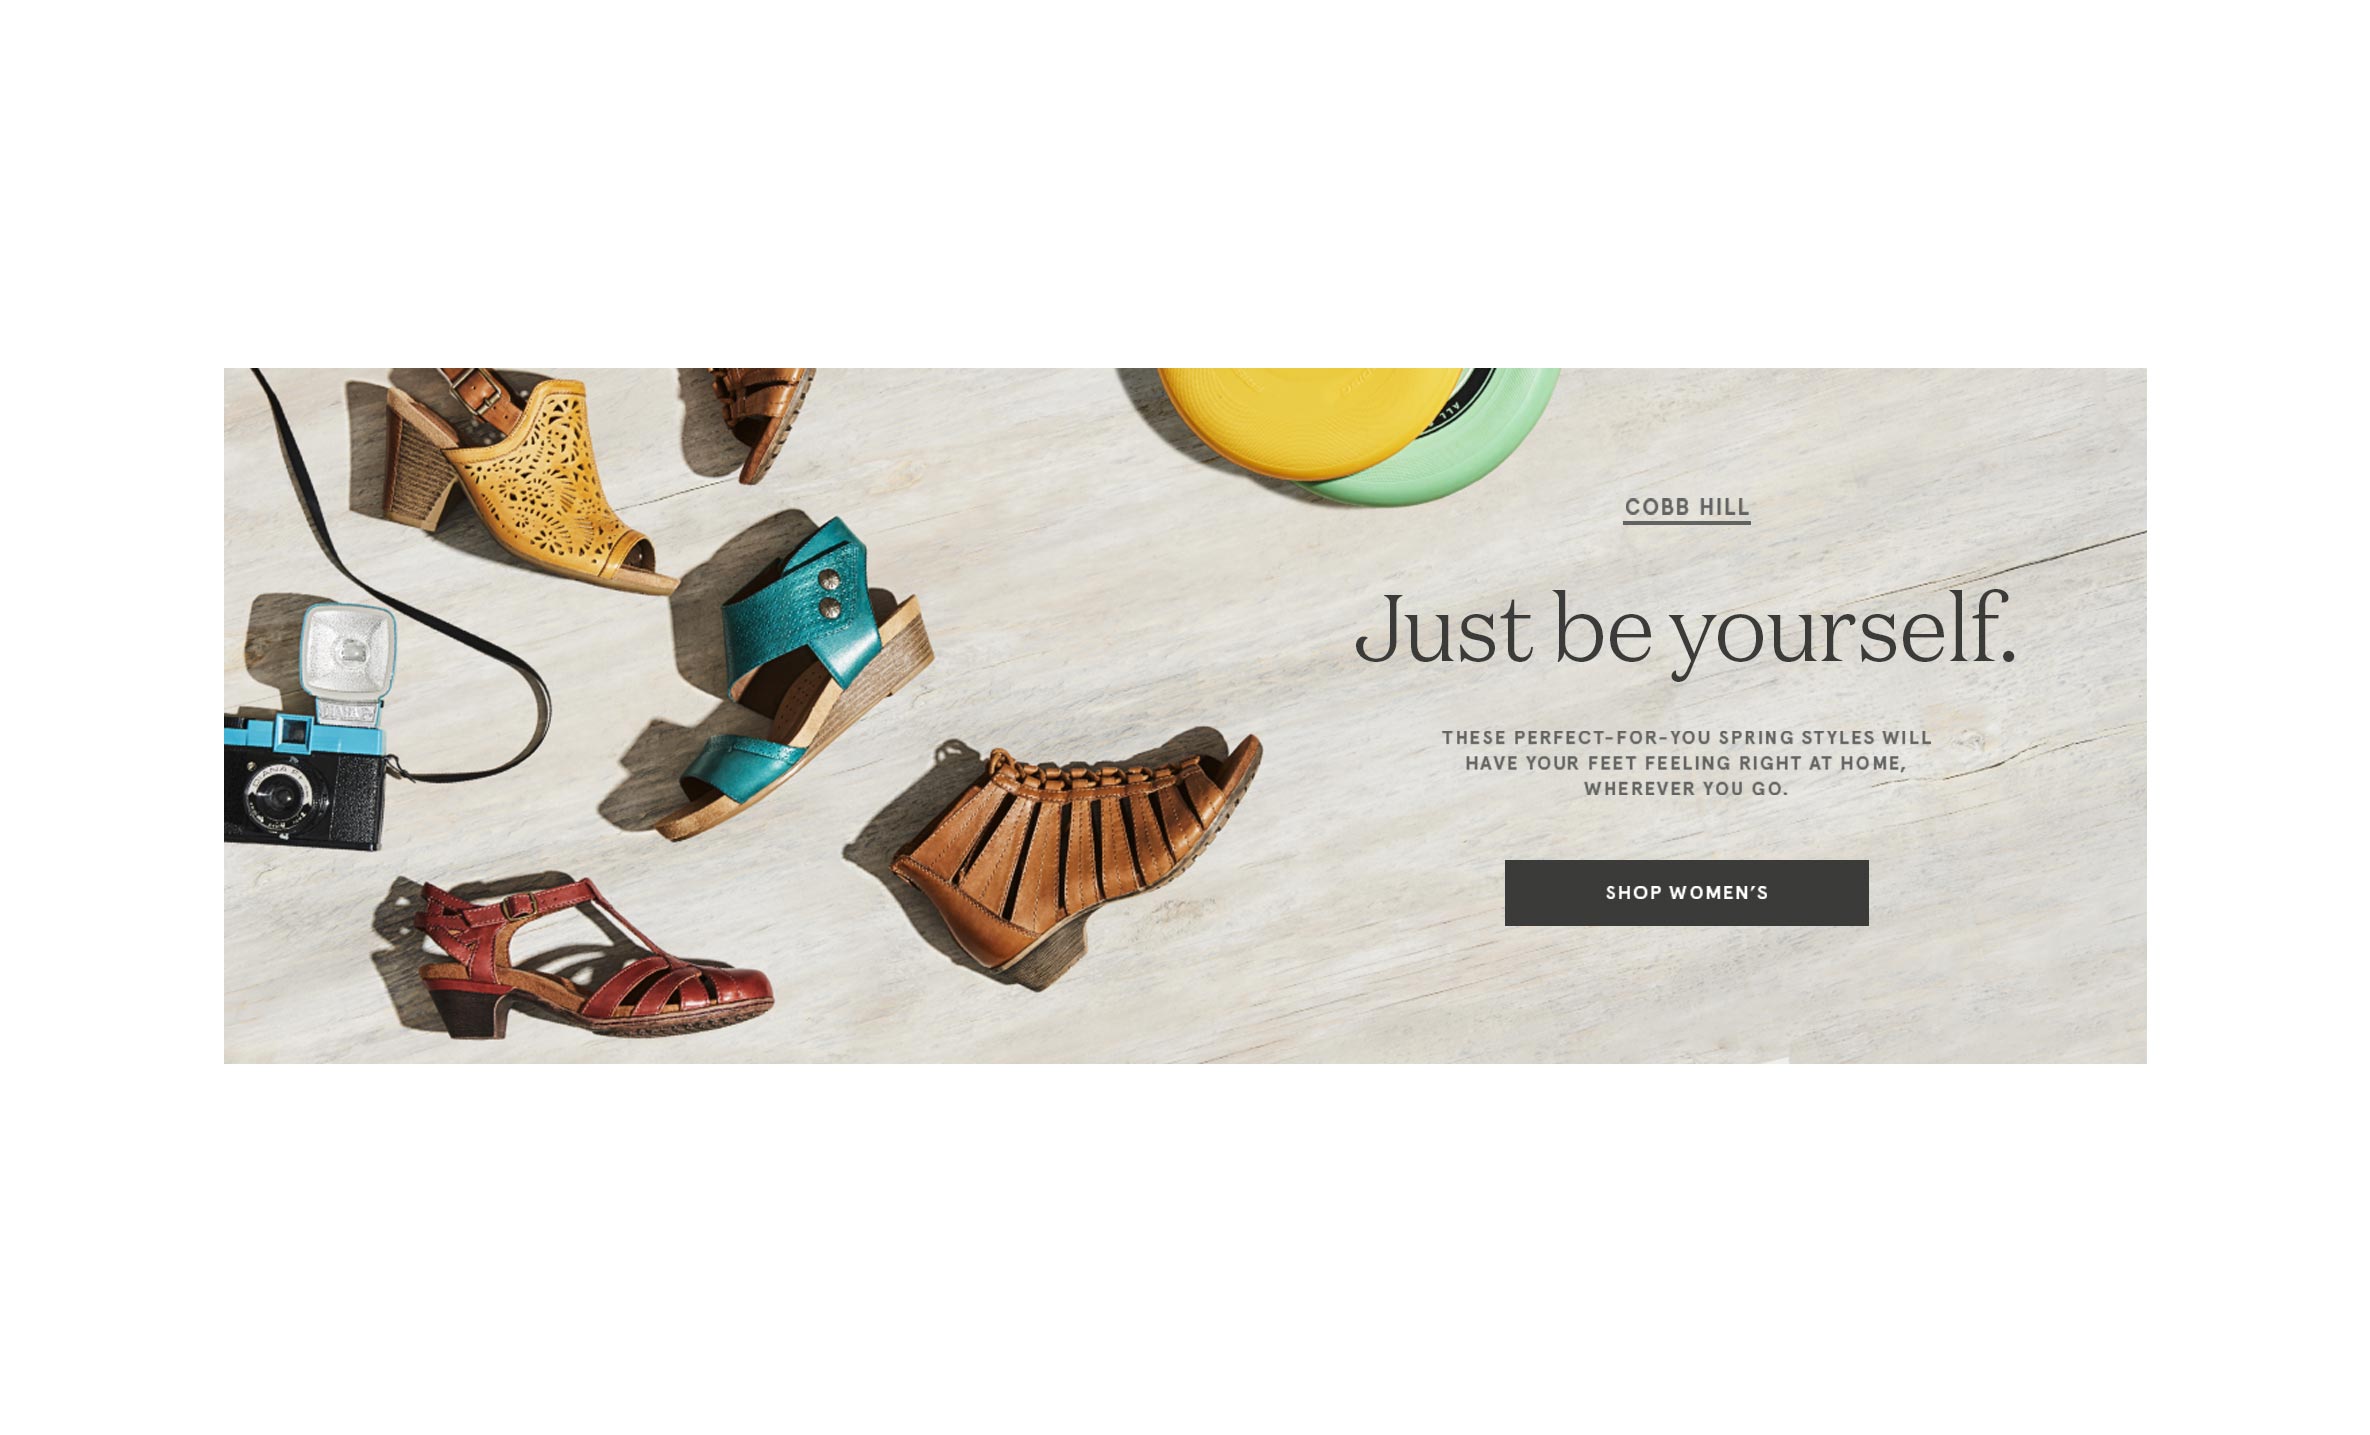 COBB HILL
Just be yourself.
THESE PERFECT-FOR-YOU SPRING STYLES WILL
HAVE YOUR FEET FEELING RIGHT AT HOME,
WHEREVER YOU GO.
SHOP WOMEN'S
ALL